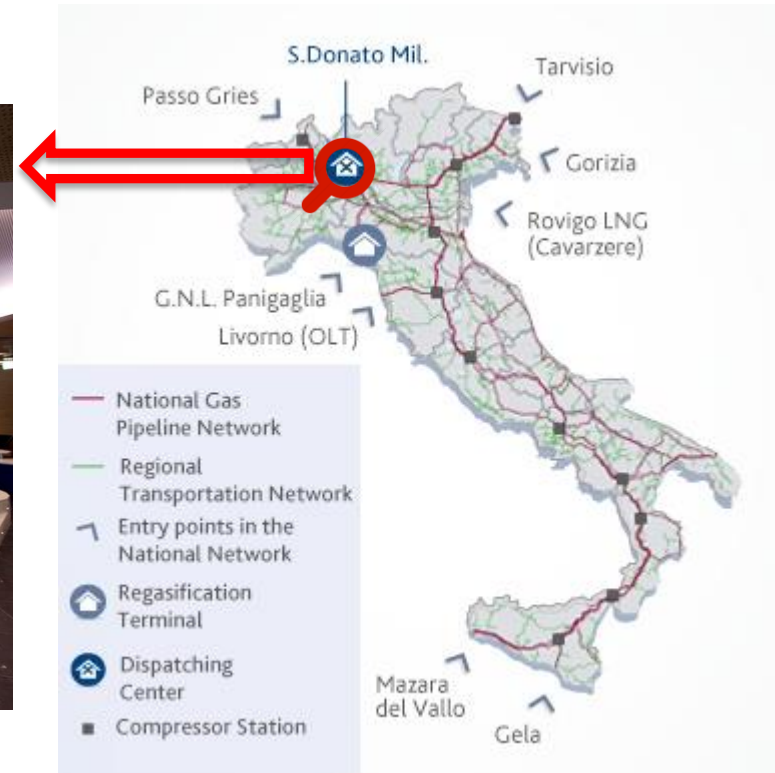 S.Donato Mil.
Tarvisio
Passo Gries
Gorizia
Rovigo LNG
(Cavarzere)
G.N.L. Panigaglia
Livorno (OLT)
National Gas
Pipeline Network
Regional
Transportation Network
Entry points in the
National Network
Regasification
Terminal
Dispatching
Center
Compressor Station
Mazara
del Vallo
Gela